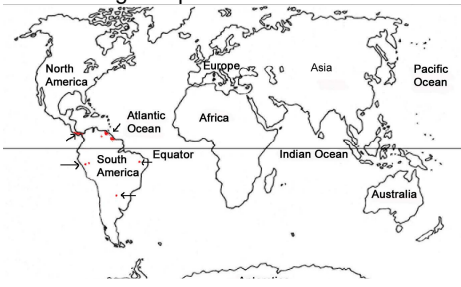 North
America
Europe
Asia
Pacific
Ocean
Atlantic
Ocean
Africa
Equator
Indian Ocean
South
America
Australia